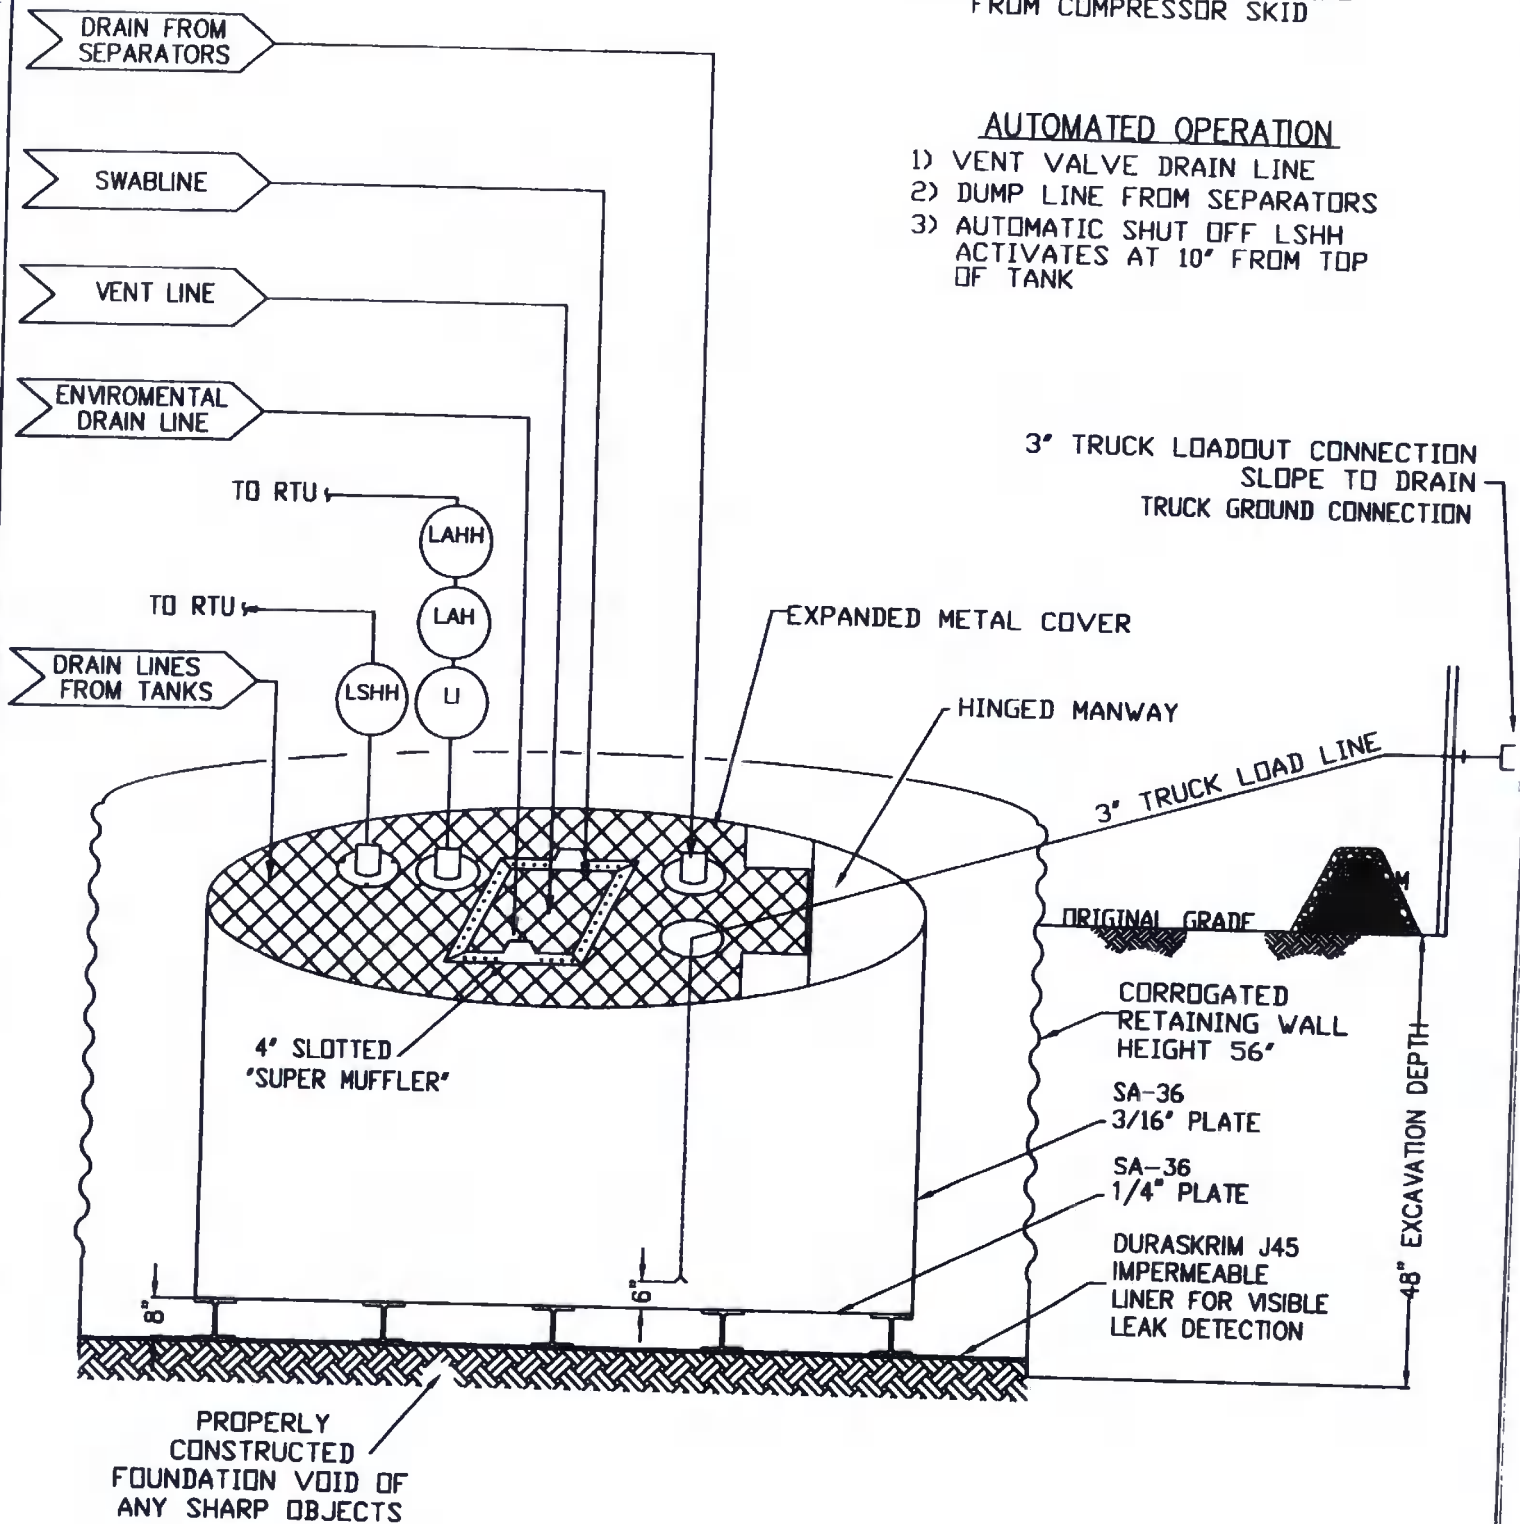 FROM COMPRESSOR SKID
DRAIN FROM
SEPARATORS
AUTOMATED OPERATION
1) VENT VALVE DRAIN LINE
2) DUMP LINE FROM SEPARATORS
3) AUTOMATIC SHUT OFF LSHH
ACTIVATES AT 10" FROM TOP
OF TANK
SWABLINE
VENT LINE
ENVIROMENTAL
DRAIN LINE
3" TRUCK LOADOUT CONNECTION
SLOPE TO DRAIN
TRUCK GROUND CONNECTION
TO RTU
LAHH
TO RTU
LAH
EXPANDED METAL COVER
DRAIN LINES
FROM TANKS
LSHH
LI
HINGED MANWAY
3" TRUCK LOAD LINE
M
ORIGINAL GRADE
CORROGATED
RETAINING WALL
HEIGHT 56"
4" SLOTTED
"SUPER MUFFLER"
SA-36
3/16" PLATE
SA-36
1/4" PLATE
DURASKRIM J45
IMPERMEABLE
LINER FOR VISIBLE
LEAK DETECTION
48" EXCAVATION DEPTH
8"
6"
PROPERLY
CONSTRUCTED
FOUNDATION VOID OF
ANY SHARP OBJECTS